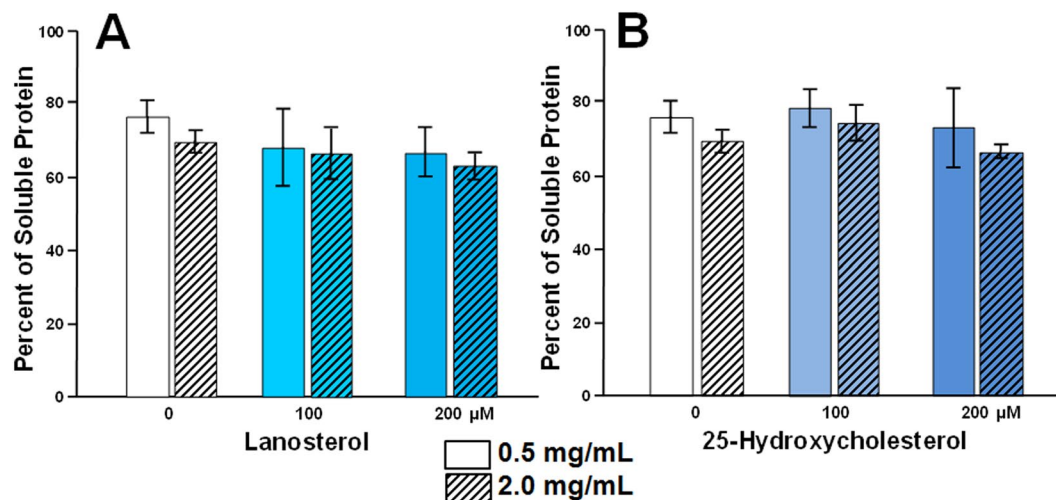 A
Percent of Soluble Protein
100
80
60
40
20
0
0
100
200 µM
Lanosterol
B
Percent of Soluble Protein
100
80
60
40
20
0
0
100
200 µM
25-Hydroxycholesterol
0.5 mg/mL
2.0 mg/mL